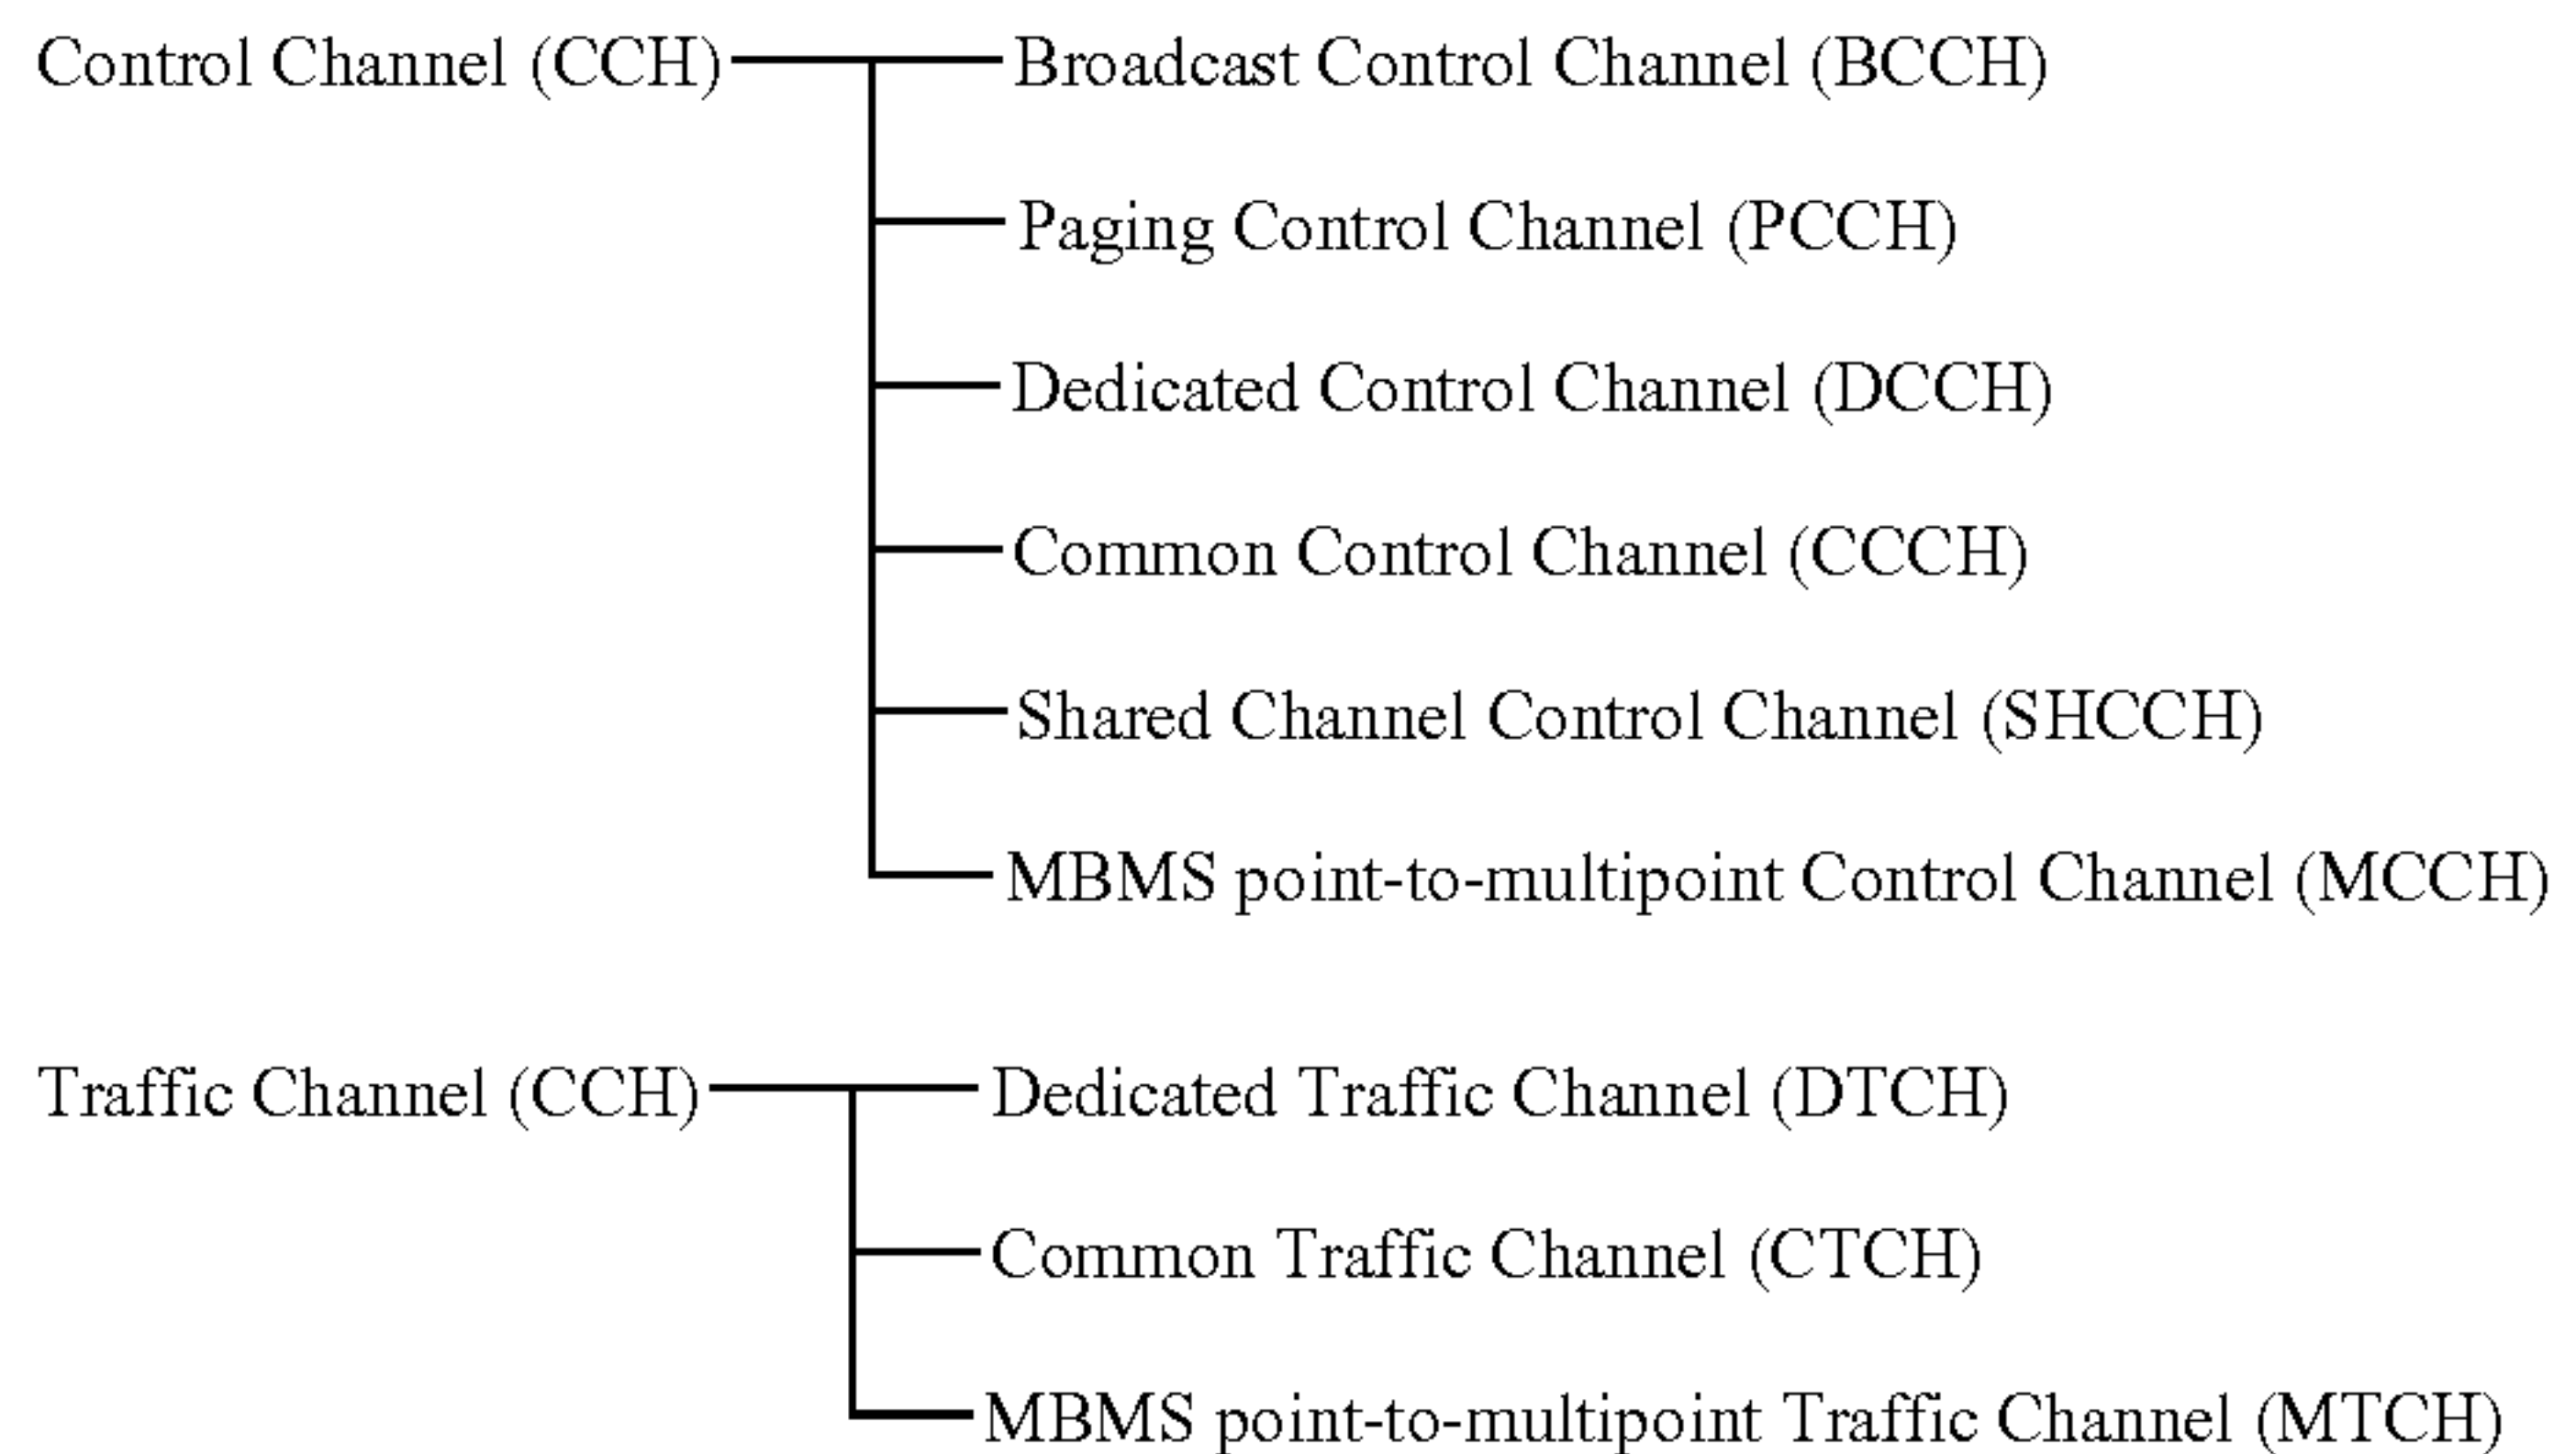 Control Channel (CCH) Broadcast Control Channel (BCCH)
Paging Control Channel (PCCH)
Dedicated Control Channel (DCCH)
Common Control Channel (CCCH)
Shared Channel Control Channel (SHCCH)
MBMS point-to-multipoint Control Channel (MCCH)
Traffic Channel (CCH) Dedicated Traffic Channel (DTCH)
Common Traffic Channel (CTCH)
MBMS point-to-multipoint Traffic Channel (MTCH)